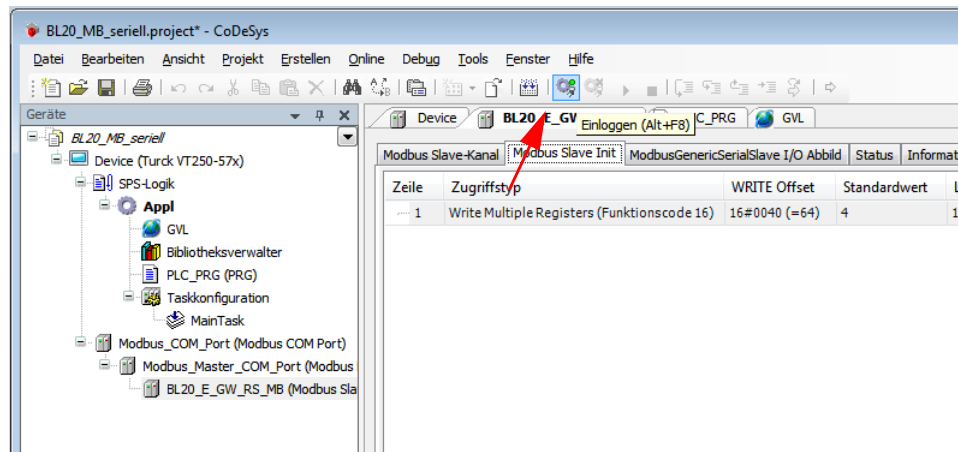 BL20_MB_seriell.project* - CoDeSys
Datei Bearbeiten Ansicht Projekt Erstellen Online Debug Tools Fenster Hilfe
Geräte
BL20_MB_seriell
Device (Turck VT250-57x)
SPS-Logik
Appl
GVL
Bibliotheksverwalter
PLC_PRG (PRG)
Taskkonfiguration
MainTask
Modbus_COM_Port (Modbus COM Port)
Modbus_Master_COM_Port (Modbus
BL20_E_GW_RS_MB (Modbus Sla
Device BL20_E_GW C_PRG GVL
Einloggen (Alt+F8)
Modbus Slave-Kanal Modbus Slave Init ModbusGenericSerialSlave I/O Abbild Status Informat
Zeile Zugriffstyp WRITE Offset Standardwert L
1 Write Multiple Registers (Funktionscode 16) 16#0040 (=64) 4 1